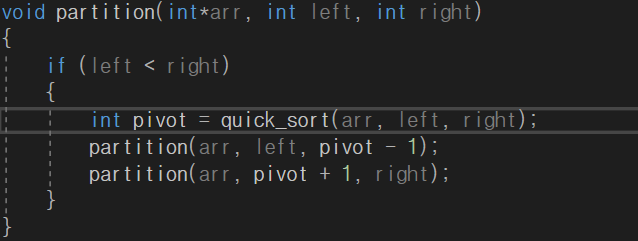 void partition(int*arr, int left, int right)
{
if (left < right)
{
int pivot = quick_sort(arr, left, right);
partition(arr, left, pivot - 1);
partition(arr, pivot + 1, right);
}
}